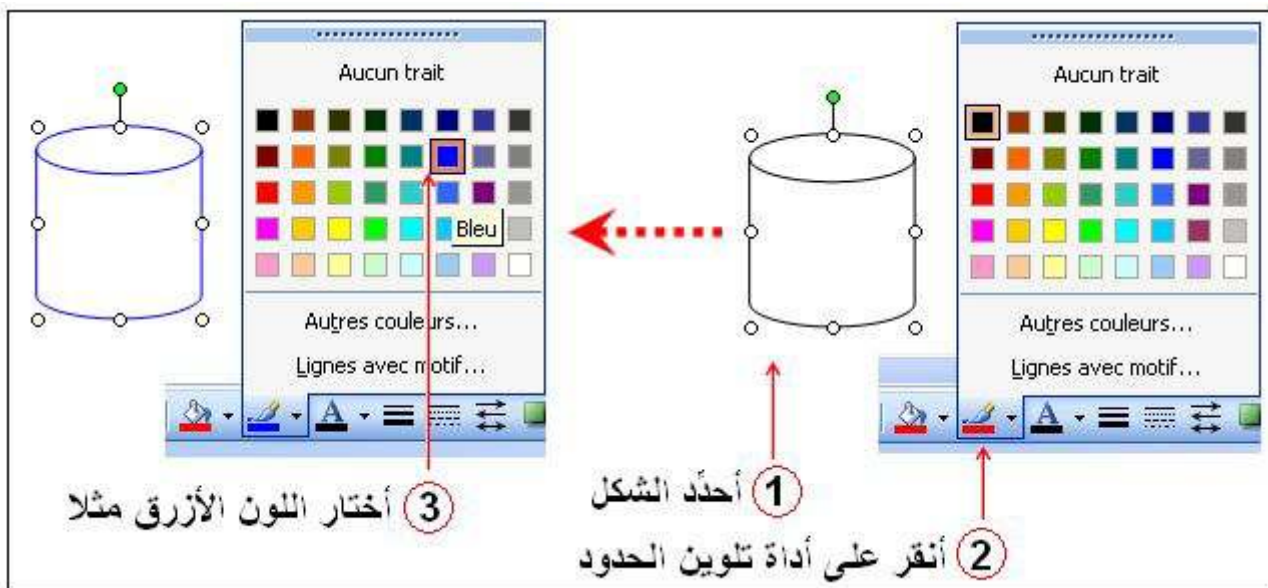 Aucun trait
Autres couleurs...
Lignes avec motif...
A
① أحدّد الشكل
② أنقر على أداة تلوين الحدود
Aucun trait
Bleu
Autres couleurs...
Lignes avec motif...
A
③ أختار اللون الأزرق مثلا